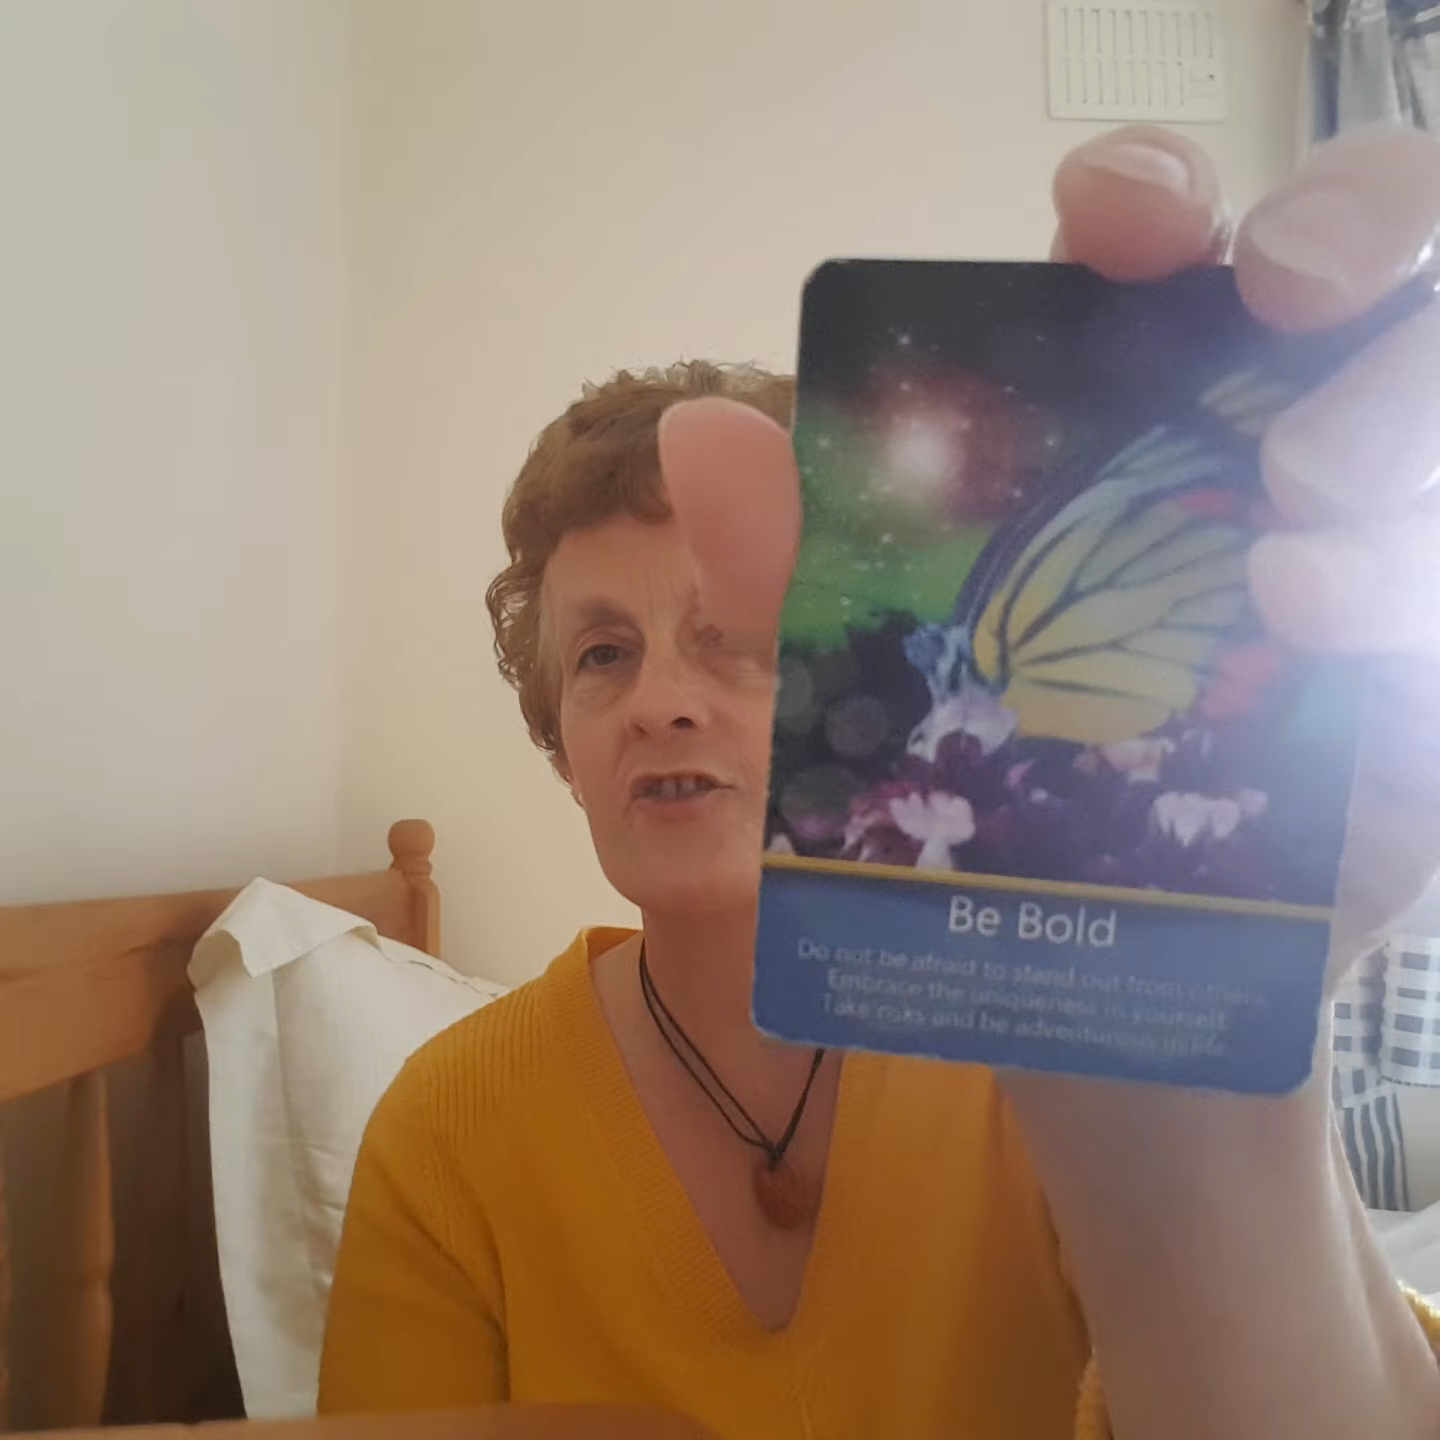 Be Bold
Do not be afraid to stand out from others.
Embrace the uniqueness in yourself.
Take risks and be adventurous in life.